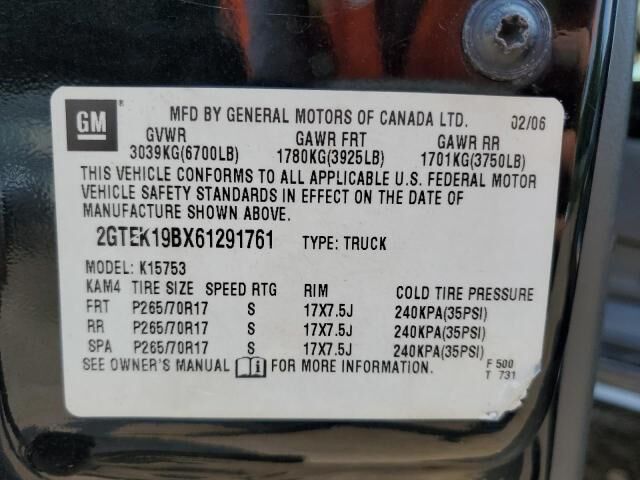 GM ® MFD BY GENERAL MOTORS OF CANADA LTD. 02/06
GVWR GAWR FRT GAWR RR
3039KG(6700LB) 1780KG(3925LB) 1701KG(3750LB)
THIS VEHICLE CONFORMS TO ALL APPLICABLE U.S. FEDERAL MOTOR
VEHICLE SAFETY STANDARDS IN EFFECT ON THE DATE OF
MANUFACTURE SHOWN ABOVE.
2GTEK19BX61291761 TYPE: TRUCK
MODEL: K15753
KAM4 TIRE SIZE SPEED RTG RIM COLD TIRE PRESSURE
FRT P265/70R17 S 17X7.5J 240KPA(35PSI)
RR P265/70R17 S 17X7.5J 240KPA(35PSI)
SPA P265/70R17 S 17X7.5J 240KPA(35PSI)
SEE OWNER'S MANUAL i FOR MORE INFORMATION. F 500
T 731